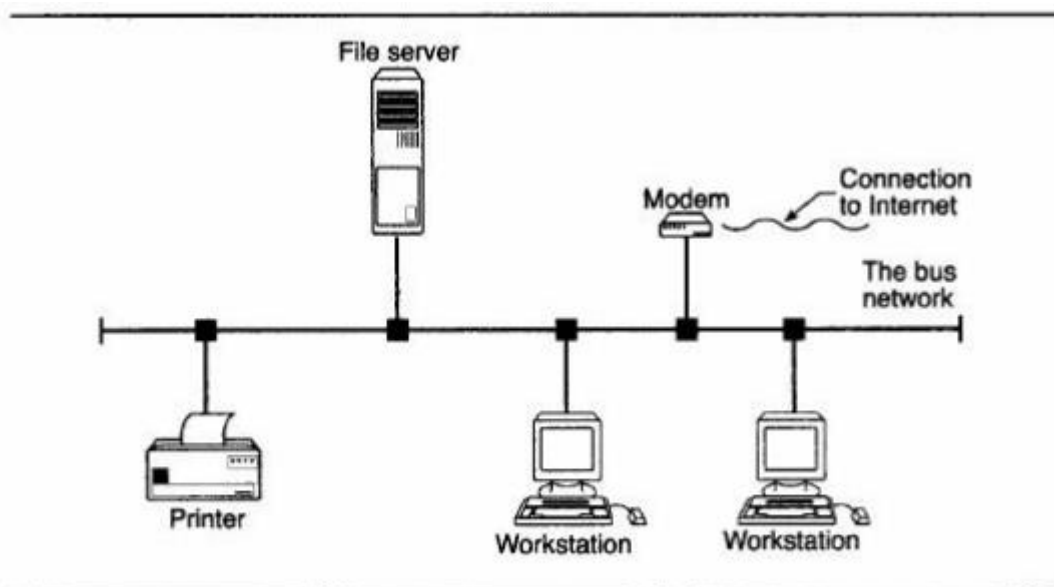 File server
Modem
Connection
to Internet
The bus
network
Printer
Workstation
Workstation